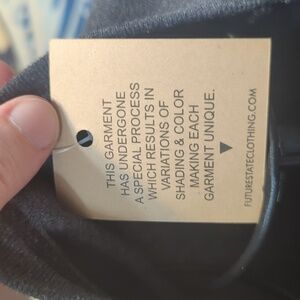 THIS GARMENT
HAS UNDERGONE
A SPECIAL PROCESS
WHICH RESULTS IN
VARIATIONS OF
SHADING & COLOR
MAKING EACH
GARMENT UNIQUE.
FUTURESTATECLOTHING.COM